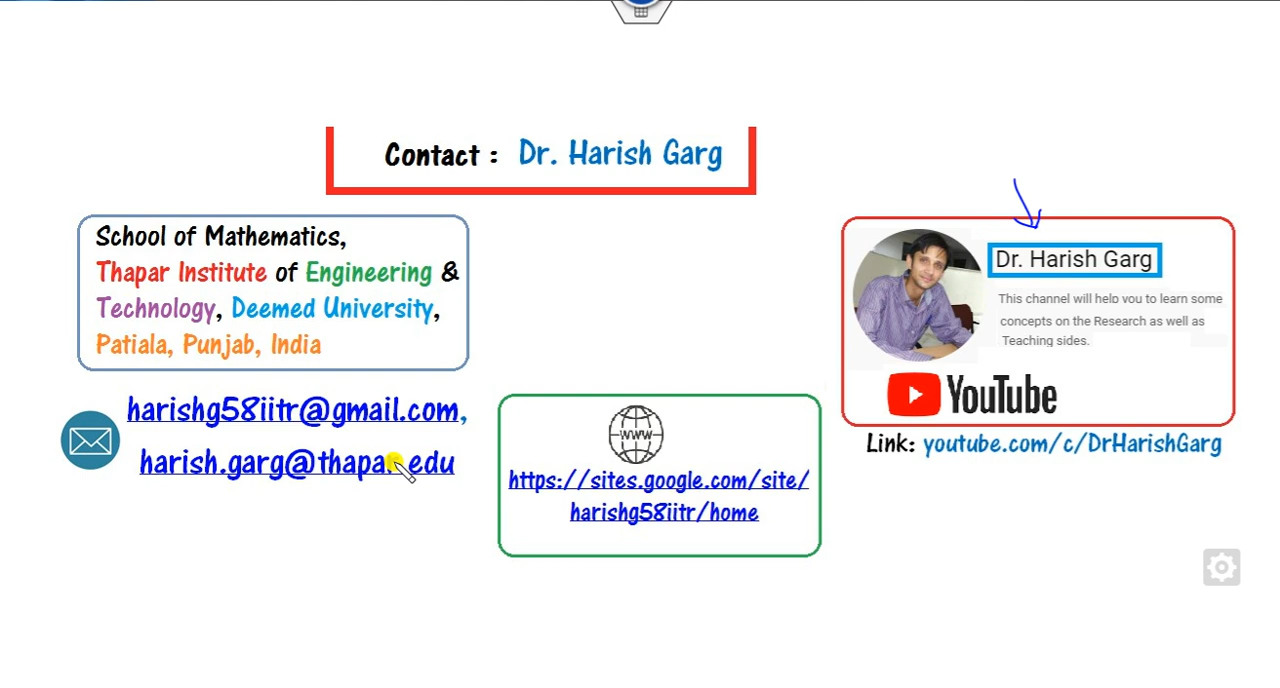 Contact : Dr. Harish Garg
School of Mathematics,
Thapar Institute of Engineering &
Technology, Deemed University,
Patiala, Punjab, India
harishg58iitr@gmail.com,
harish.garg@thapar.edu
WWW
https://sites.google.com/site/
harishg58iitr/home
Dr. Harish Garg
This channel will help you to learn some
concepts on the Research as well as
Teaching sides.
YouTube
Link: youtube.com/c/DrHarishGarg